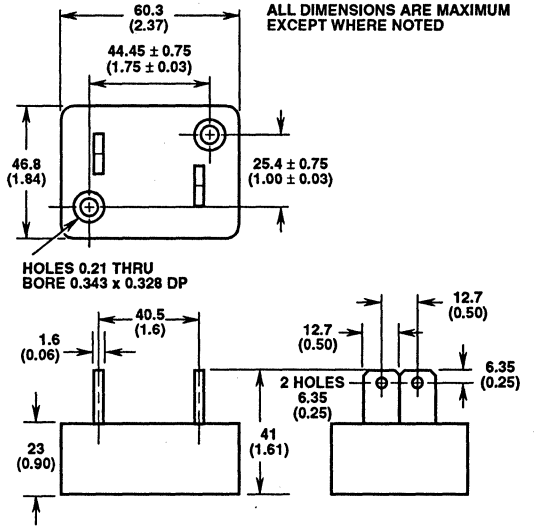 60.3
(2.37)
ALL DIMENSIONS ARE MAXIMUM
EXCEPT WHERE NOTED
44.45 ± 0.75
(1.75 ± 0.03)
46.8
(1.84)
25.4 ± 0.75
(1.00 ± 0.03)
HOLES 0.21 THRU
BORE 0.343 x 0.328 DP
40.5
(1.6)
1.6
(0.06)
12.7
(0.50)
12.7
(0.50)
2 HOLES
6.35
(0.25)
6.35
(0.25)
23
(0.90)
41
(1.61)